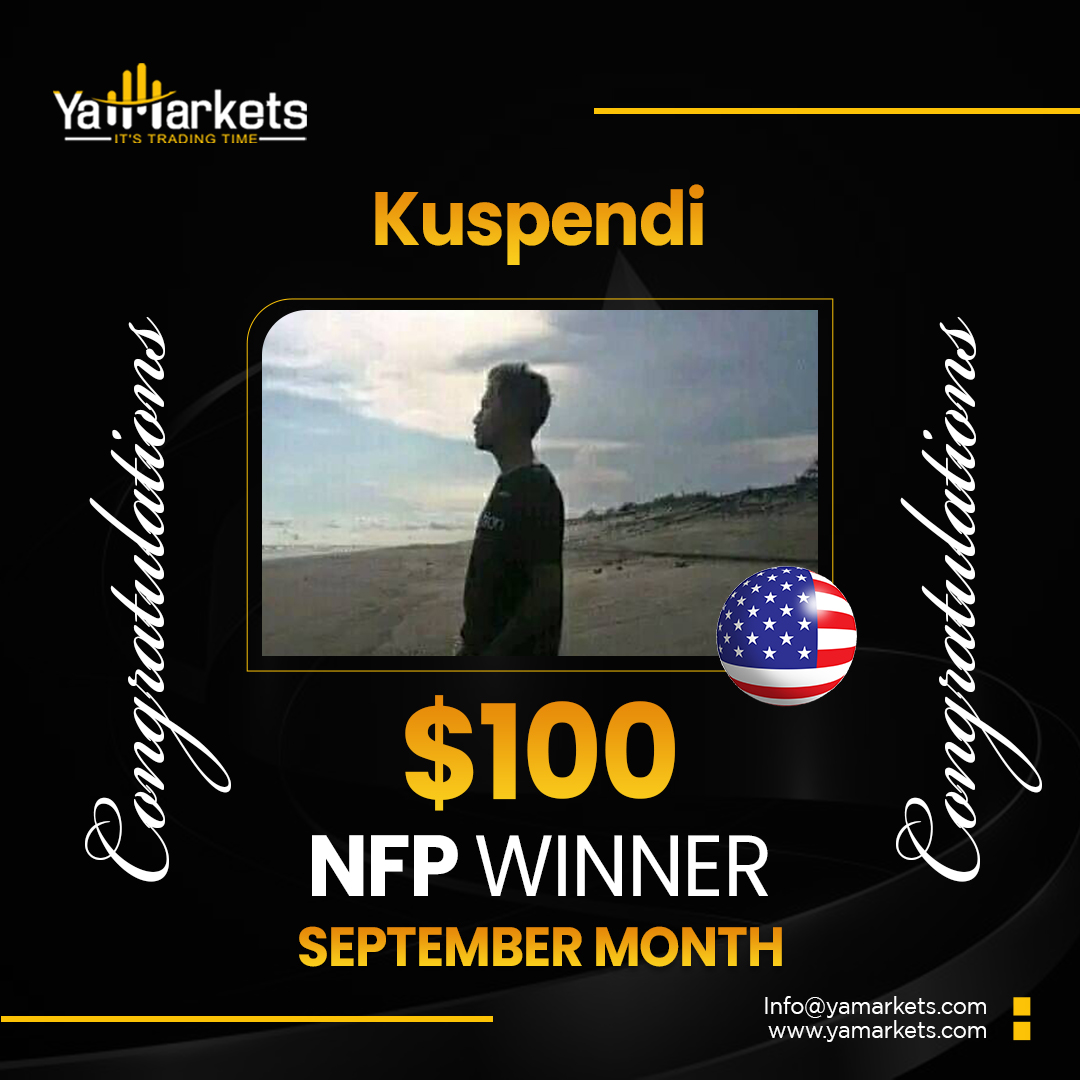 YaMarkets
IT'S TRADING TIME
Kuspendi
Congratulations
Congratulations
$100
NFP WINNER
SEPTEMBER MONTH
Info@yamarkets.com
www.yamarkets.com